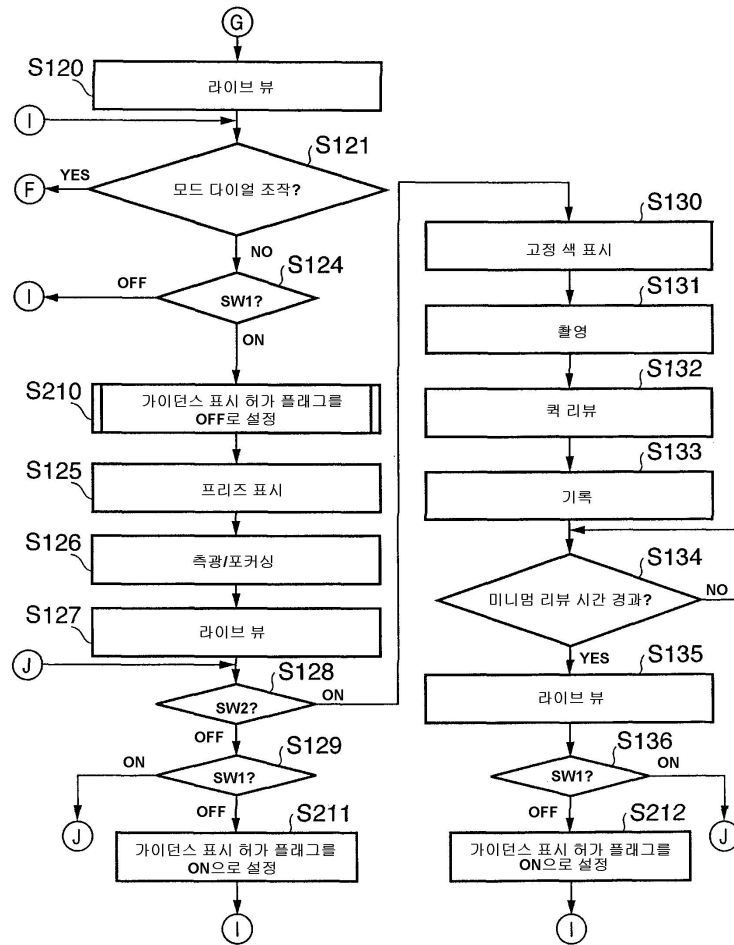 G
S120
라이브 뷰
I
S121
YES
F
모드 다이얼 조작?
NO
S124
OFF
I
SW1?
ON
S210
가이던스 표시 허가 플래그를
OFF로 설정
S125
프리즈 표시
S126
측광/포커싱
S127
라이브 뷰
J
S128
ON
SW2?
OFF
S129
ON
SW1?
J
OFF
S211
가이던스 표시 허가 플래그를
ON으로 설정
I
S130
고정 색 표시
S131
촬영
S132
퀵 리뷰
S133
기록
S134
미니멈 리뷰 시간 경과?
NO
YES
S135
라이브 뷰
S136
ON
SW1?
J
OFF
S212
가이던스 표시 허가 플래그를
ON으로 설정
I